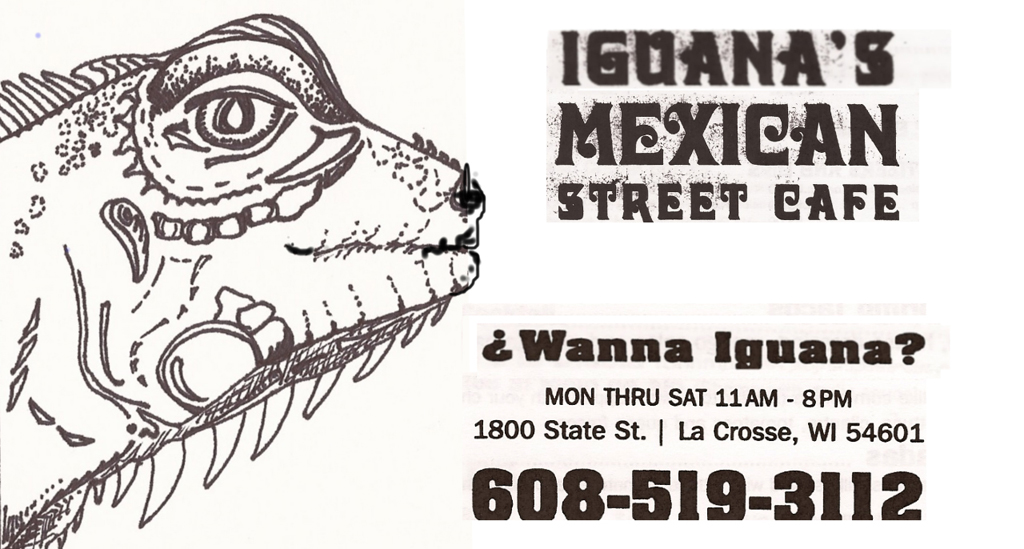 IGUANA'S
MEXICAN
STREET CAFE
¿Wanna Iguana?
MON THRU SAT 11AM - 8PM
1800 State St. | La Crosse, WI 54601
608-519-3112